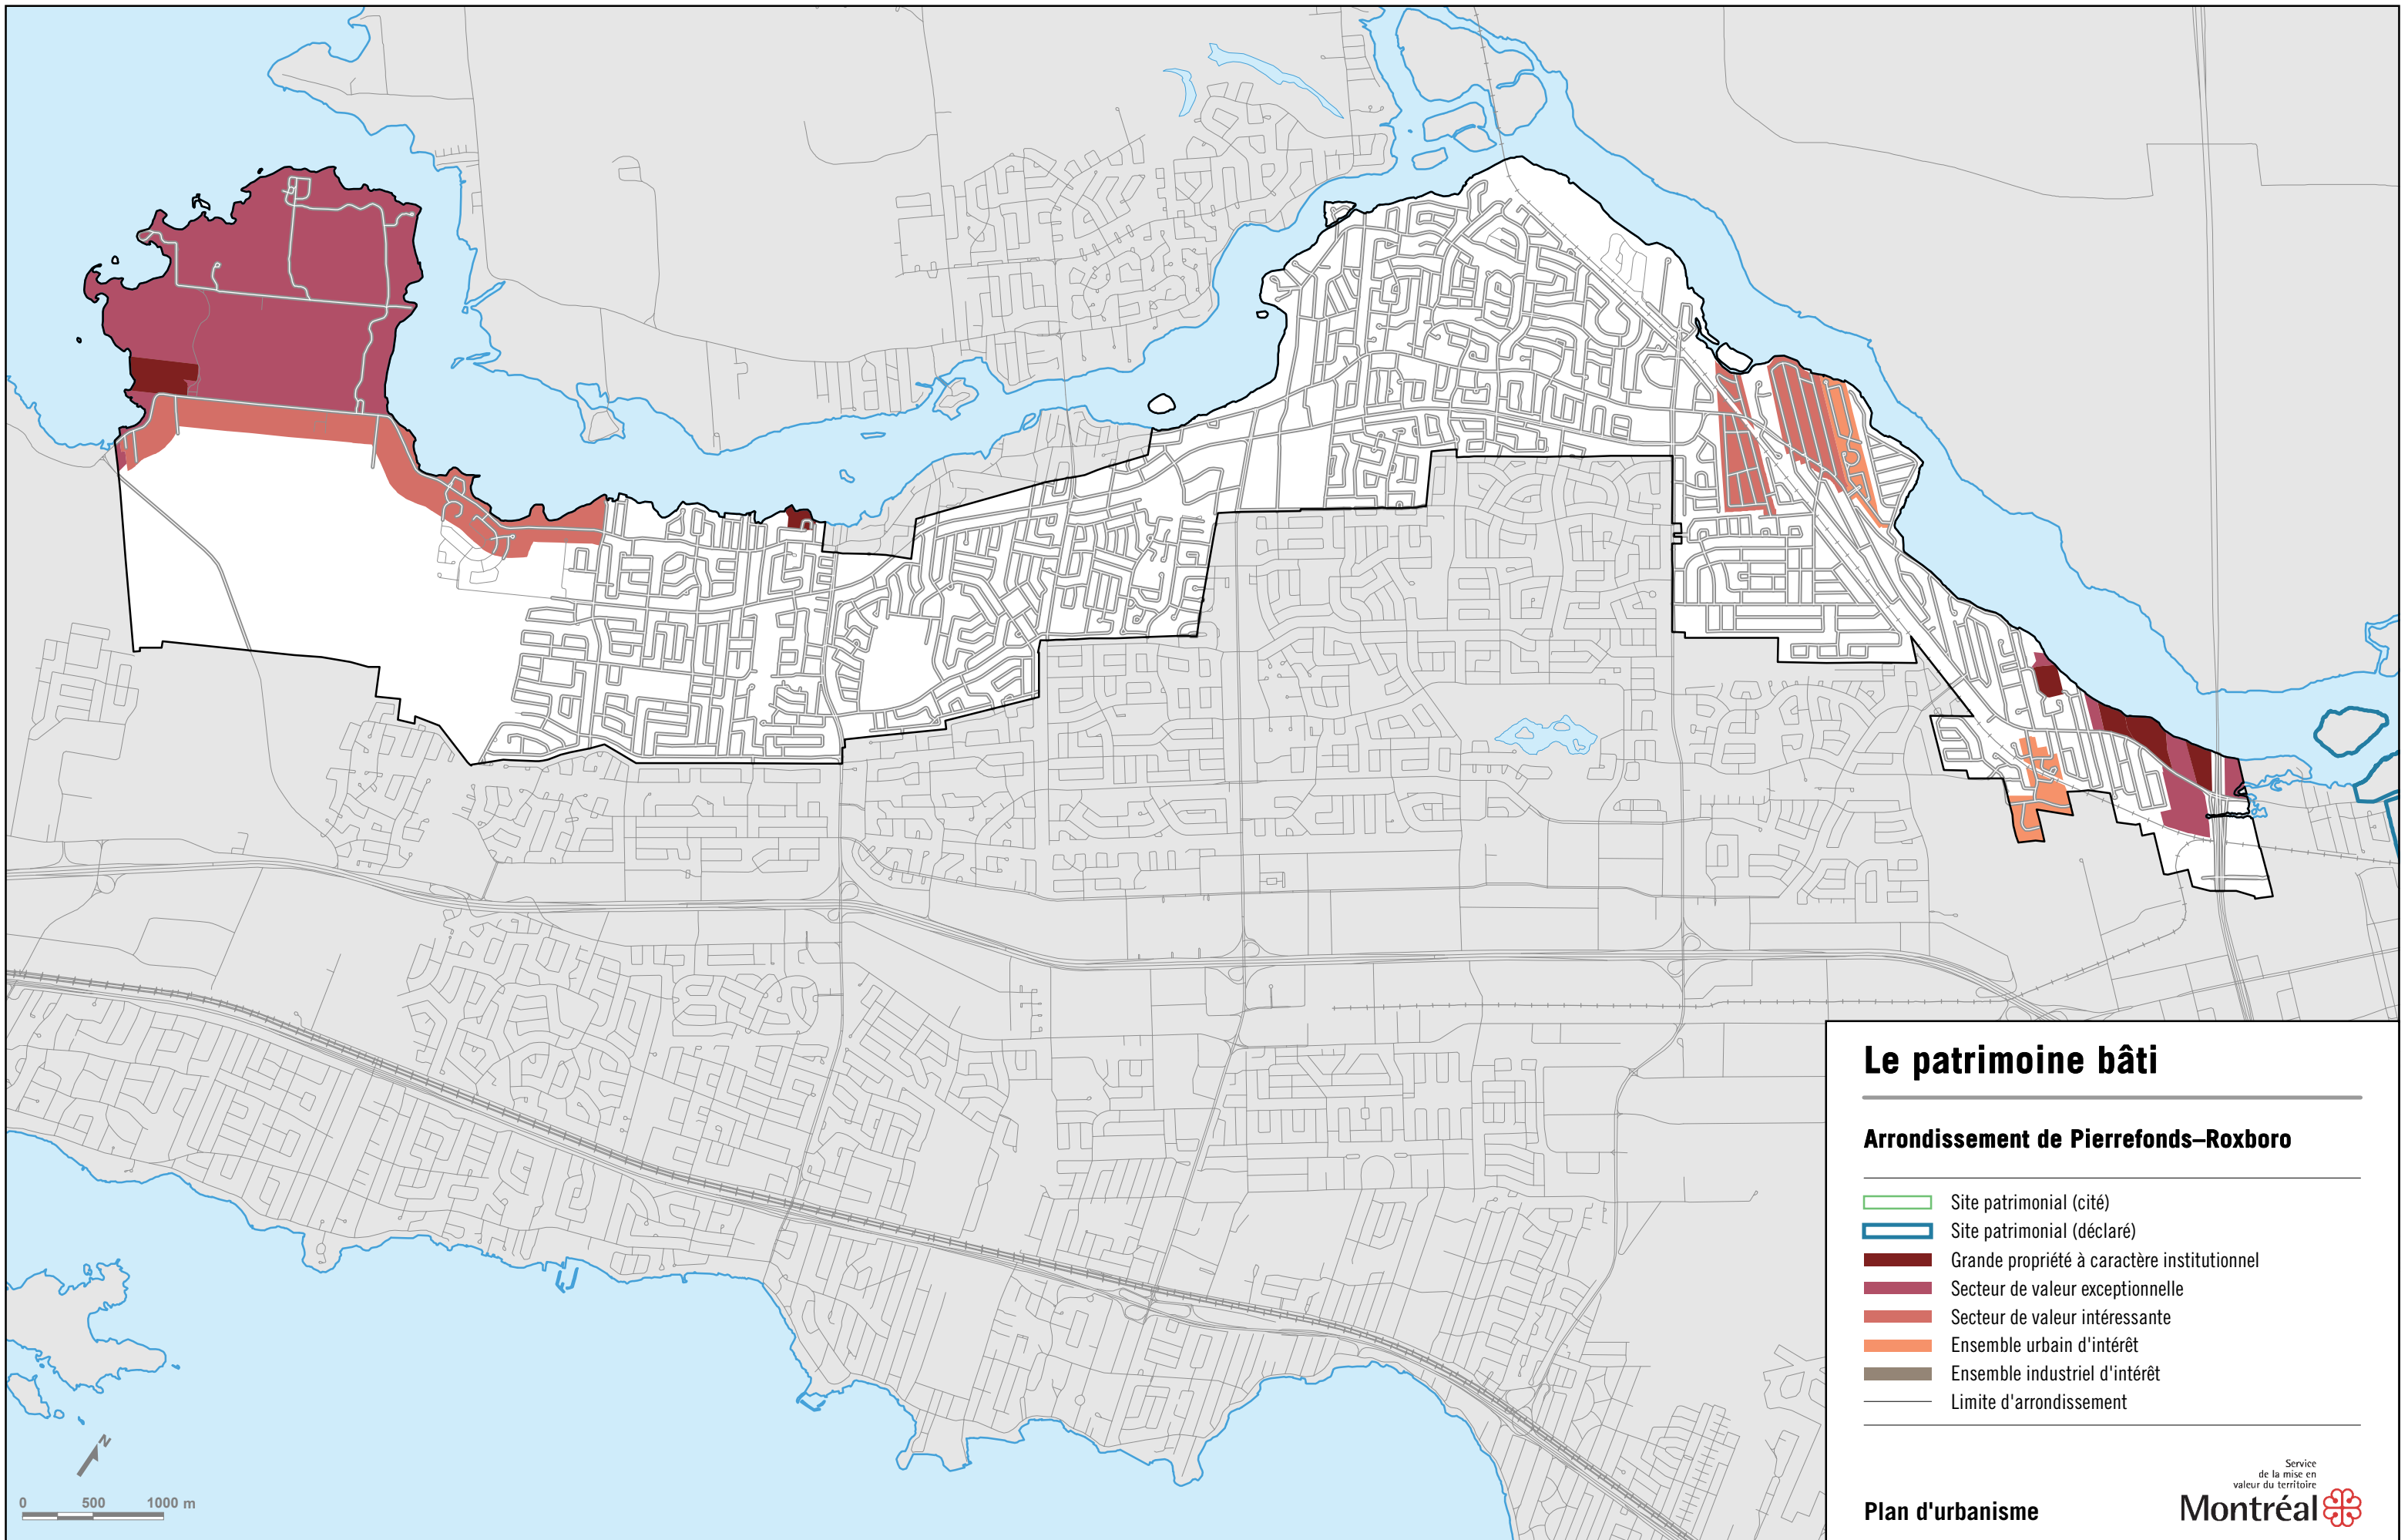 Le patrimoine bâti
Arrondissement de Pierrefonds–Roxboro
Site patrimonial (cité)
Site patrimonial (déclaré)
Grande propriété à caractère institutionnel
Secteur de valeur exceptionnelle
Secteur de valeur intéressante
Ensemble urbain d'intérêt
Ensemble industriel d'intérêt
Limite d'arrondissement
Plan d'urbanisme
Service
de la mise en
valeur du territoire
Montréal
N
0 500 1000 m